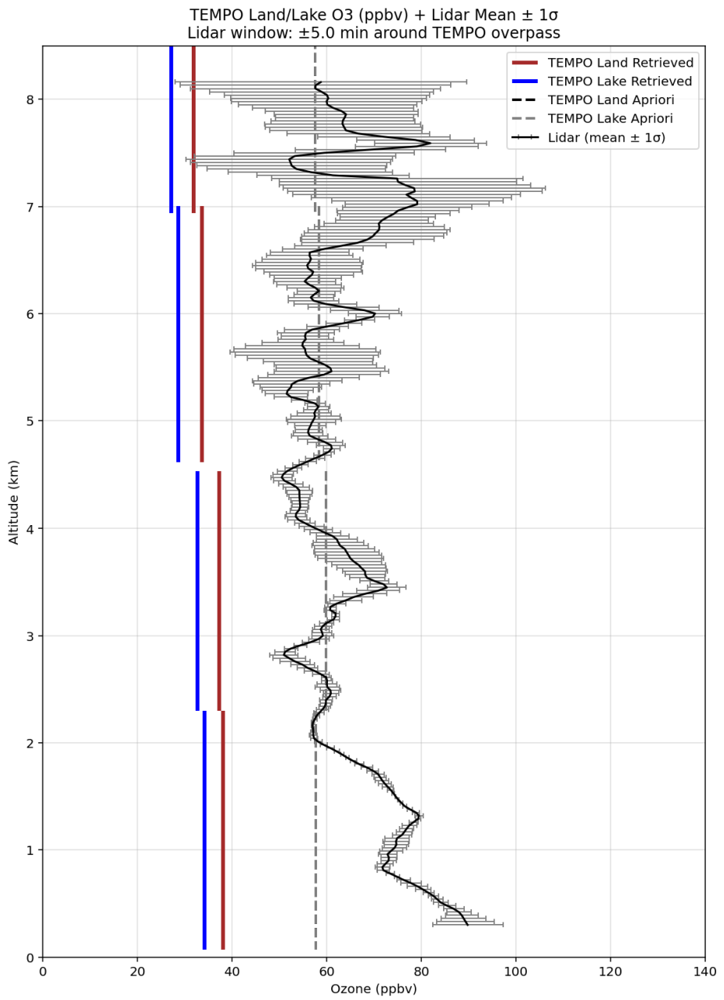 TEMPO Land/Lake O3 (ppbv) + Lidar Mean ± 1σ
Lidar window: ±5.0 min around TEMPO overpass
TEMPO Land Retrieved
TEMPO Lake Retrieved
TEMPO Land Apriori
TEMPO Lake Apriori
Lidar (mean ± 1σ)
Altitude (km)
8
7
6
5
4
3
2
1
0
0 20 40 60 80 100 120 140
Ozone (ppbv)